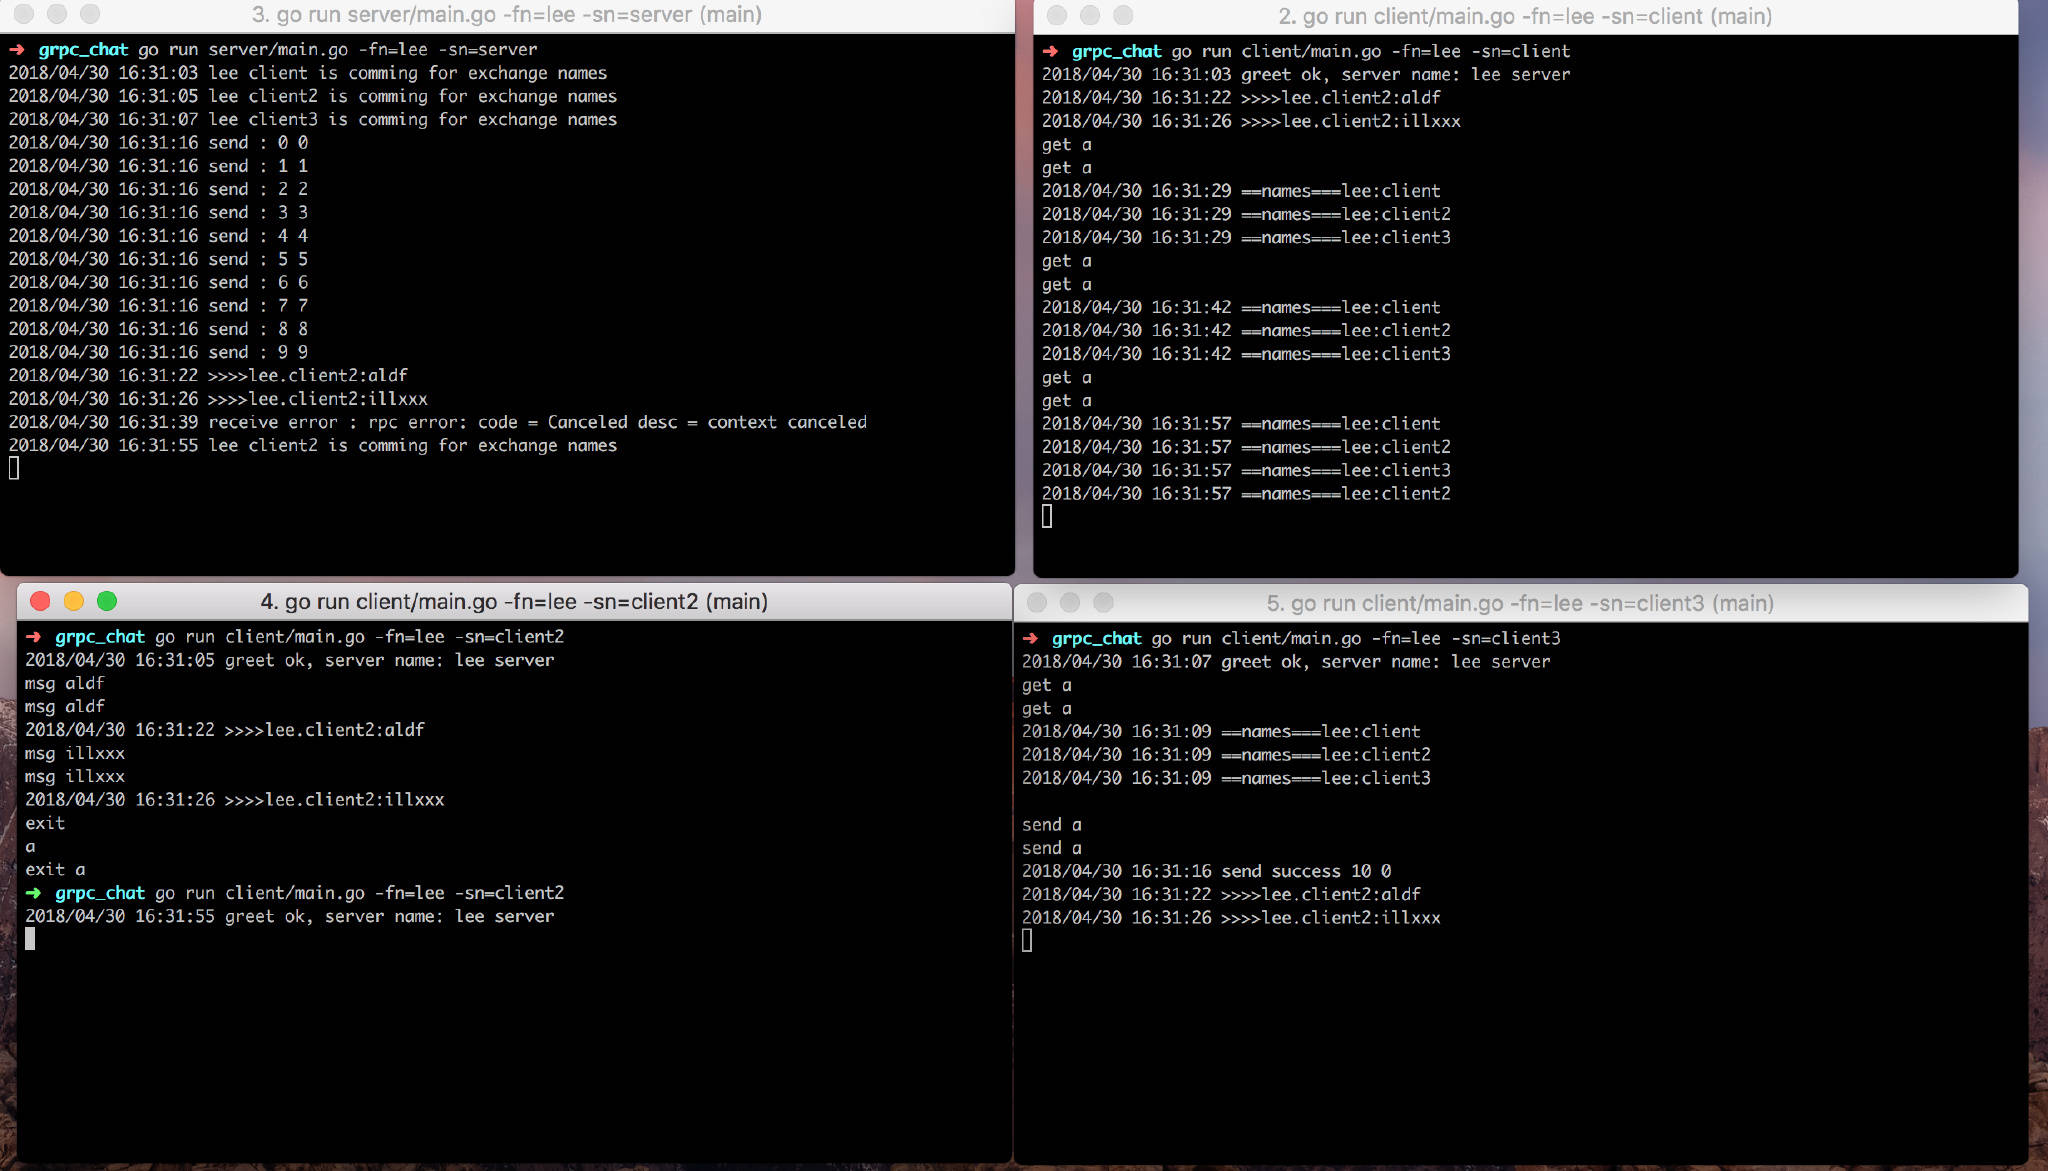 3. go run server/main.go -fn=lee -sn=server (main)
➜ grpc_chat go run server/main.go -fn=lee -sn=server
2018/04/30 16:31:03 lee client is comming for exchange names
2018/04/30 16:31:05 lee client2 is comming for exchange names
2018/04/30 16:31:07 lee client3 is comming for exchange names
2018/04/30 16:31:16 send : 0 0
2018/04/30 16:31:16 send : 1 1
2018/04/30 16:31:16 send : 2 2
2018/04/30 16:31:16 send : 3 3
2018/04/30 16:31:16 send : 4 4
2018/04/30 16:31:16 send : 5 5
2018/04/30 16:31:16 send : 6 6
2018/04/30 16:31:16 send : 7 7
2018/04/30 16:31:16 send : 8 8
2018/04/30 16:31:16 send : 9 9
2018/04/30 16:31:22 >>>>lee.client2:aldf
2018/04/30 16:31:26 >>>>lee.client2:illxxx
2018/04/30 16:31:39 receive error : rpc error: code = Canceled desc = context canceled
2018/04/30 16:31:55 lee client2 is comming for exchange names
2. go run client/main.go -fn=lee -sn=client (main)
➜ grpc_chat go run client/main.go -fn=lee -sn=client
2018/04/30 16:31:03 greet ok, server name: lee server
2018/04/30 16:31:22 >>>>lee.client2:aldf
2018/04/30 16:31:26 >>>>lee.client2:illxxx
get a
get a
2018/04/30 16:31:29 ==names===lee:client
2018/04/30 16:31:29 ==names===lee:client2
2018/04/30 16:31:29 ==names===lee:client3
get a
get a
2018/04/30 16:31:42 ==names===lee:client
2018/04/30 16:31:42 ==names===lee:client2
2018/04/30 16:31:42 ==names===lee:client3
get a
get a
2018/04/30 16:31:57 ==names===lee:client
2018/04/30 16:31:57 ==names===lee:client2
2018/04/30 16:31:57 ==names===lee:client3
2018/04/30 16:31:57 ==names===lee:client2
4. go run client/main.go -fn=lee -sn=client2 (main)
➜ grpc_chat go run client/main.go -fn=lee -sn=client2
2018/04/30 16:31:05 greet ok, server name: lee server
msg aldf
msg aldf
2018/04/30 16:31:22 >>>>lee.client2:aldf
msg illxxx
msg illxxx
2018/04/30 16:31:26 >>>>lee.client2:illxxx
exit
a
exit a
➜ grpc_chat go run client/main.go -fn=lee -sn=client2
2018/04/30 16:31:55 greet ok, server name: lee server
5. go run client/main.go -fn=lee -sn=client3 (main)
➜ grpc_chat go run client/main.go -fn=lee -sn=client3
2018/04/30 16:31:07 greet ok, server name: lee server
get a
get a
2018/04/30 16:31:09 ==names===lee:client
2018/04/30 16:31:09 ==names===lee:client2
2018/04/30 16:31:09 ==names===lee:client3
send a
send a
2018/04/30 16:31:16 send success 10 0
2018/04/30 16:31:22 >>>>lee.client2:aldf
2018/04/30 16:31:26 >>>>lee.client2:illxxx